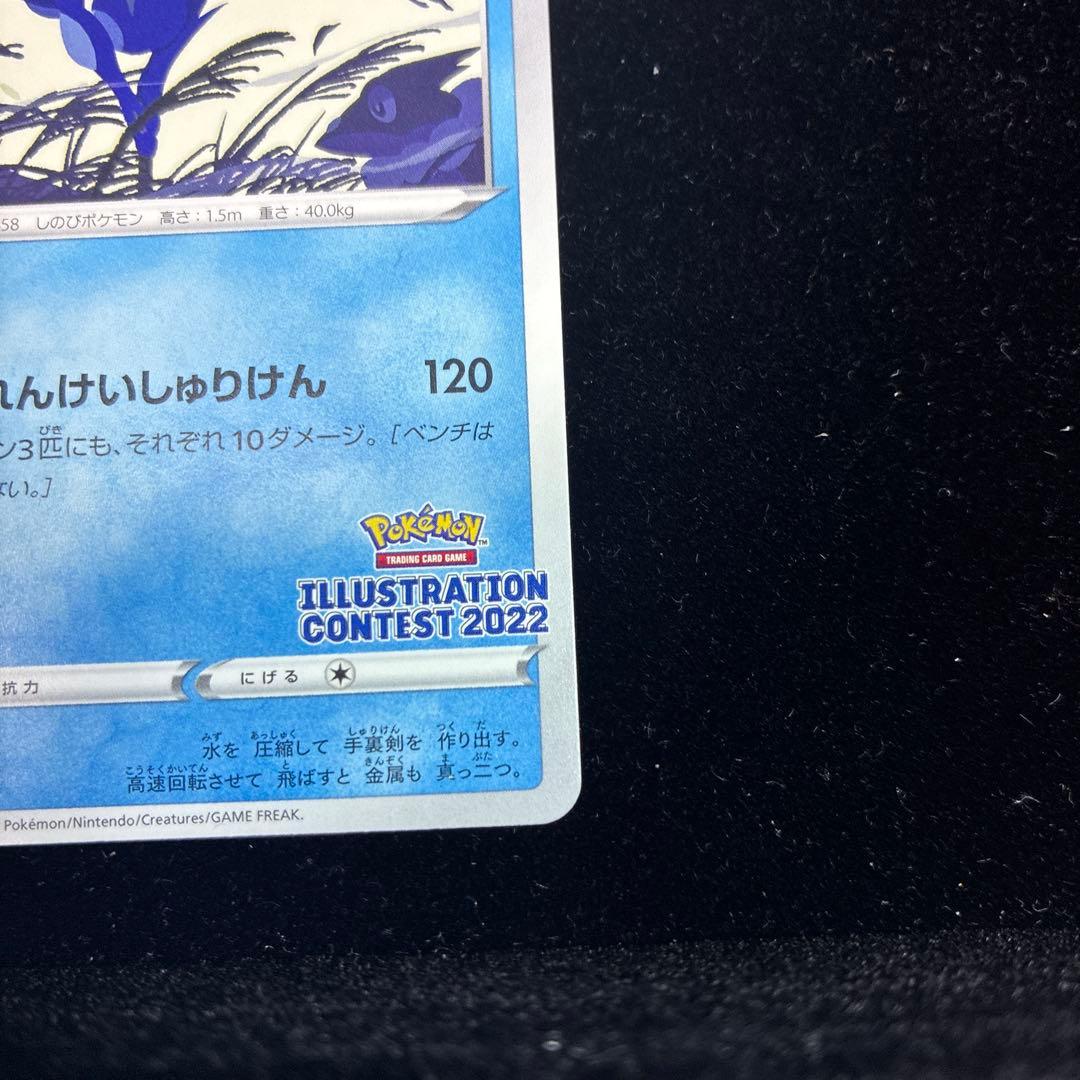 58 しのびポケモン 高さ：1.5m 重さ：40.0kg
れんけいしゅりけん 120
ン3匹にも、それぞれ10ダメージ。［ベンチは
ない。］
POKÉMON
TRADING CARD GAME
ILLUSTRATION
CONTEST 2022
抗力 にげる
水を 圧縮して 手裏剣を 作り出す。
高速回転させて 飛ばすと 金属も 真っ二つ。
Pokémon/Nintendo/Creatures/GAME FREAK.